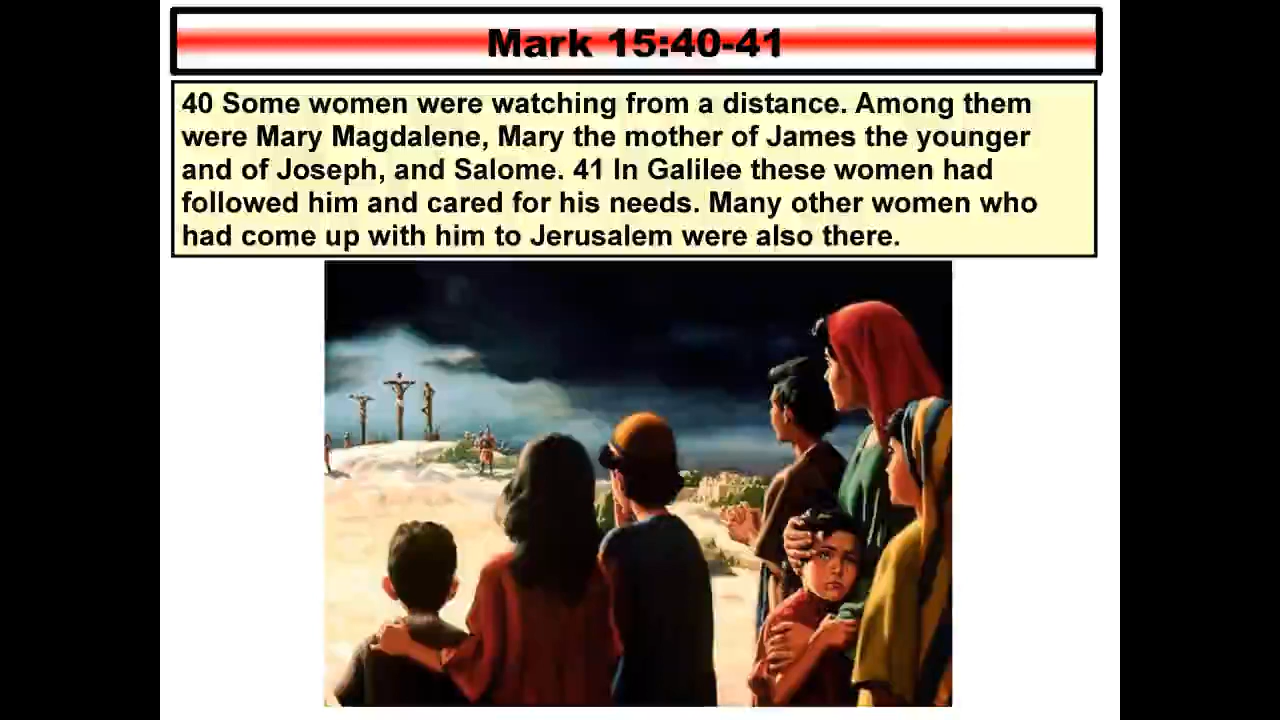 Mark 15:40-41
40 Some women were watching from a distance. Among them
were Mary Magdalene, Mary the mother of James the younger
and of Joseph, and Salome. 41 In Galilee these women had
followed him and cared for his needs. Many other women who
had come up with him to Jerusalem were also there.